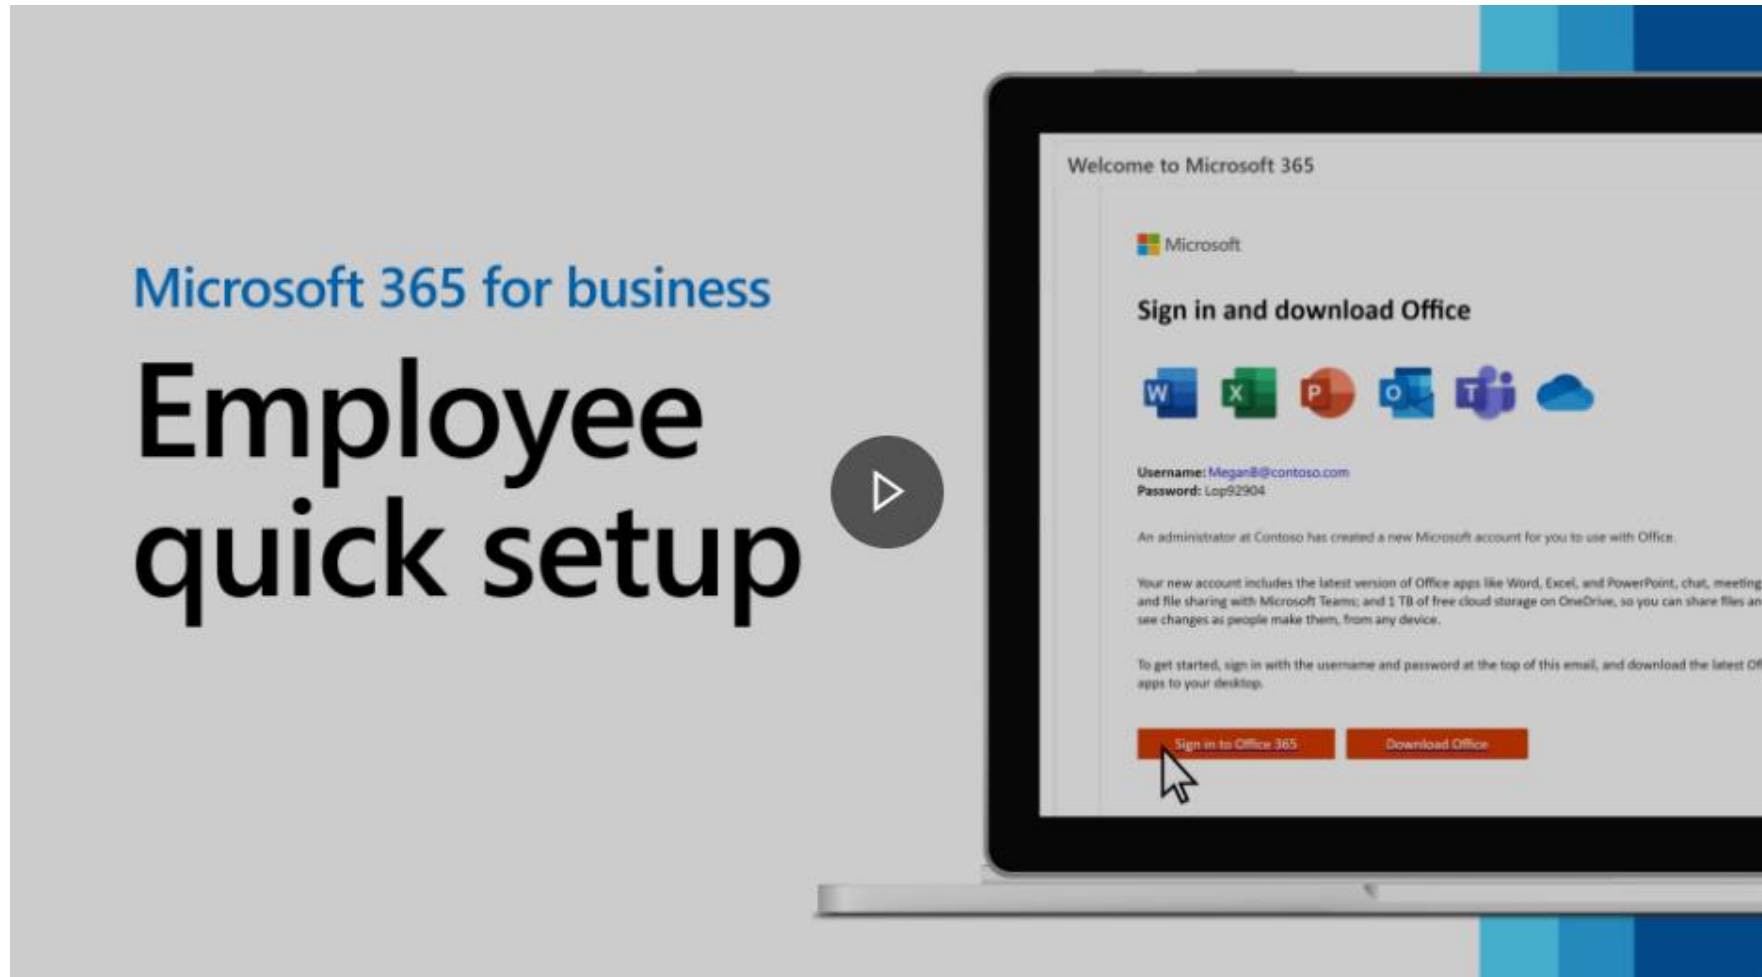 Microsoft 365 for business
Employee
quick setup
Welcome to Microsoft 365
Microsoft
Sign in and download Office
W X P O T
Username: MeganB@contoso.com
Password: Lop92904
An administrator at Contoso has created a new Microsoft account for you to use with Office.
Your new account includes the latest version of Office apps like Word, Excel, and PowerPoint, chat, meeting
and file sharing with Microsoft Teams; and 1 TB of free cloud storage on OneDrive, so you can share files an
see changes as people make them, from any device.
To get started, sign in with the username and password at the top of this email, and download the latest Off
apps to your desktop.
Sign in to Office 365 Download Office